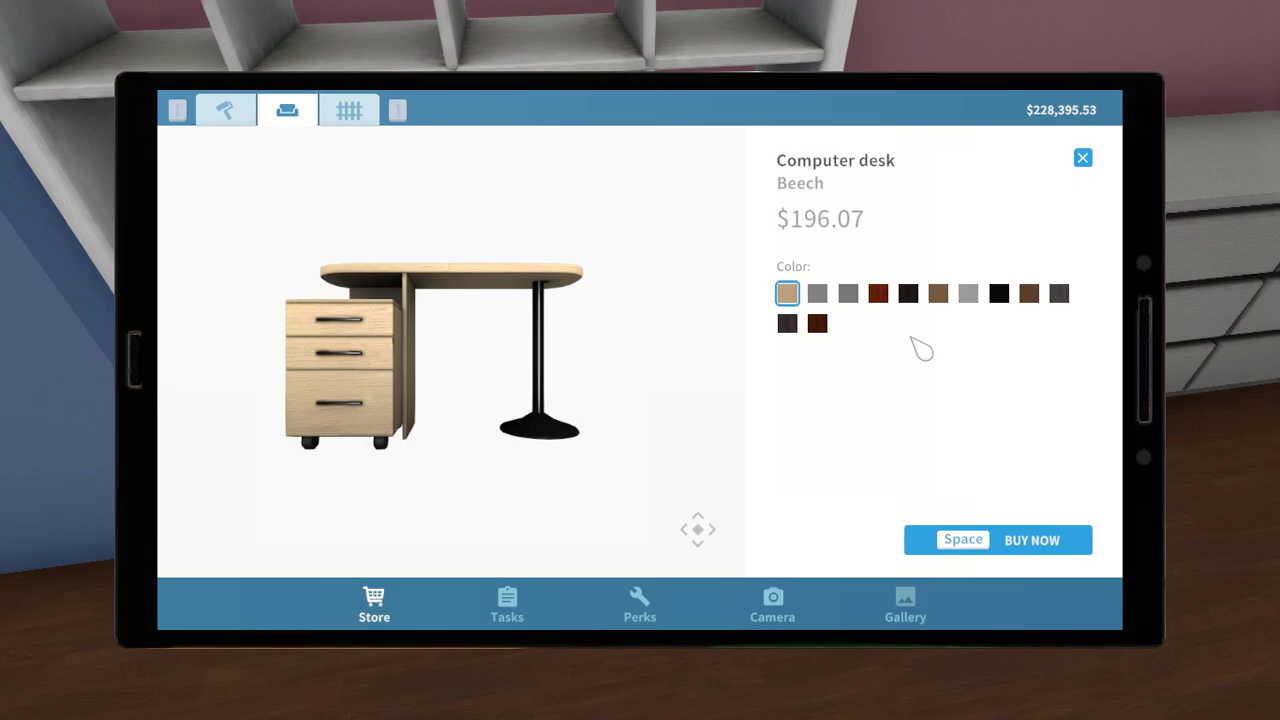 $228,395.53
Computer desk
Beech
$196.07
Color:
Space BUY NOW
Store Tasks Perks Camera Gallery